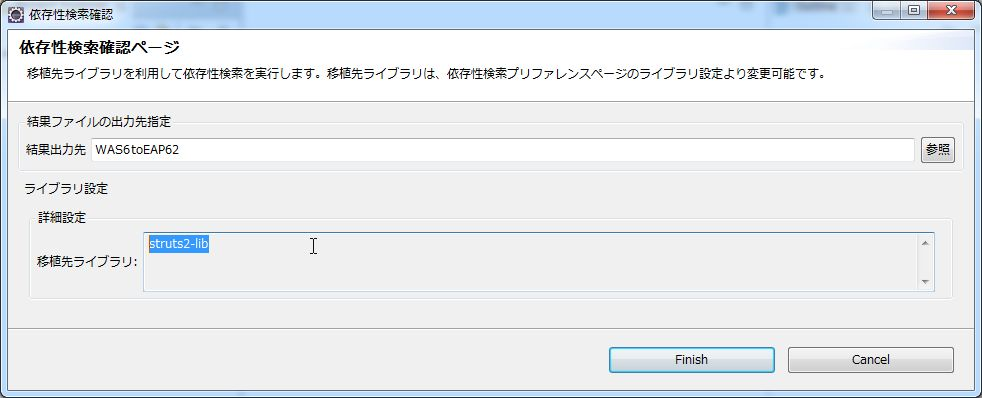 依存性検索確認
依存性検索確認ページ
移植先ライブラリを利用して依存性検索を実行します。移植先ライブラリは、依存性検索プリファレンスページのライブラリ設定より変更可能です。
結果ファイルの出力先指定
結果出力先 WAS6toEAP62 参照
ライブラリ設定
詳細設定
移植先ライブラリ: struts2-lib
Finish Cancel